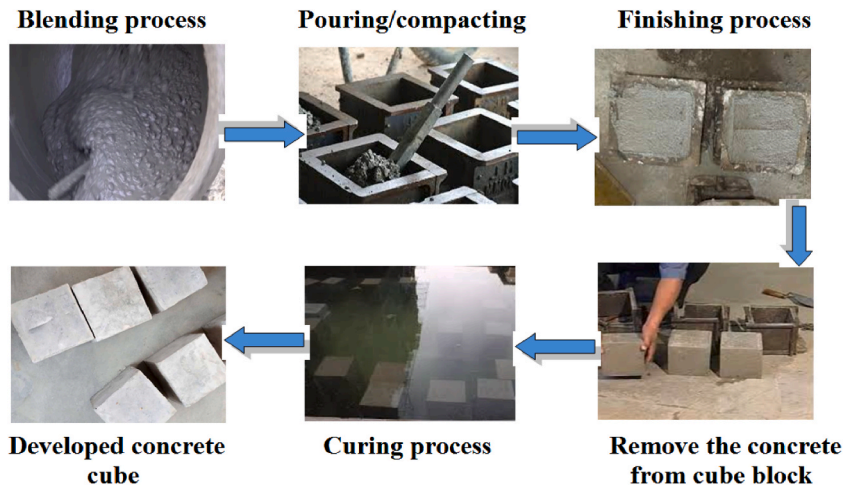 Blending process
Pouring/compacting
Finishing process
Developed concrete
cube
Curing process
Remove the concrete
from cube block